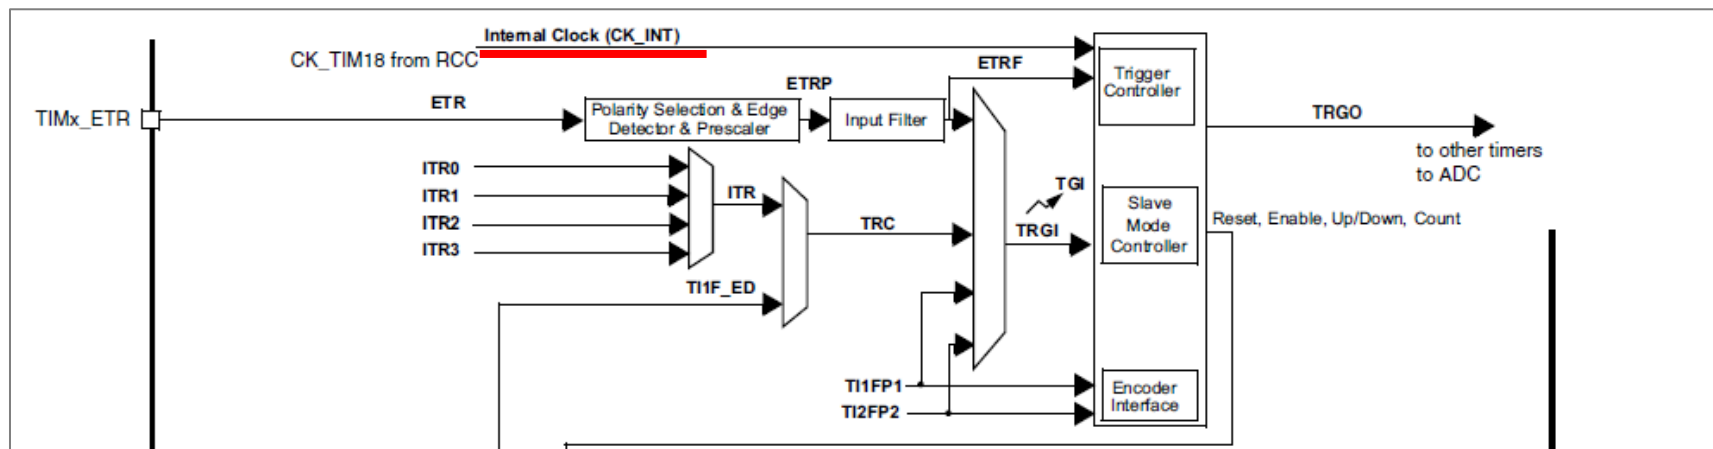 Internal Clock (CK_INT)
CK_TIM18 from RCC
ETRF
Trigger
Controller
ETRP
ETR
TIMx_ETR
Polarity Selection & Edge
Detector & Prescaler
Input Filter
TRGO
to other timers
to ADC
ITR0
ITR1
ITR2
ITR3
ITR
TRC
TGI
TRGI
Slave
Mode
Controller
Reset, Enable, Up/Down, Count
TI1F_ED
TI1FP1
TI2FP2
Encoder
Interface